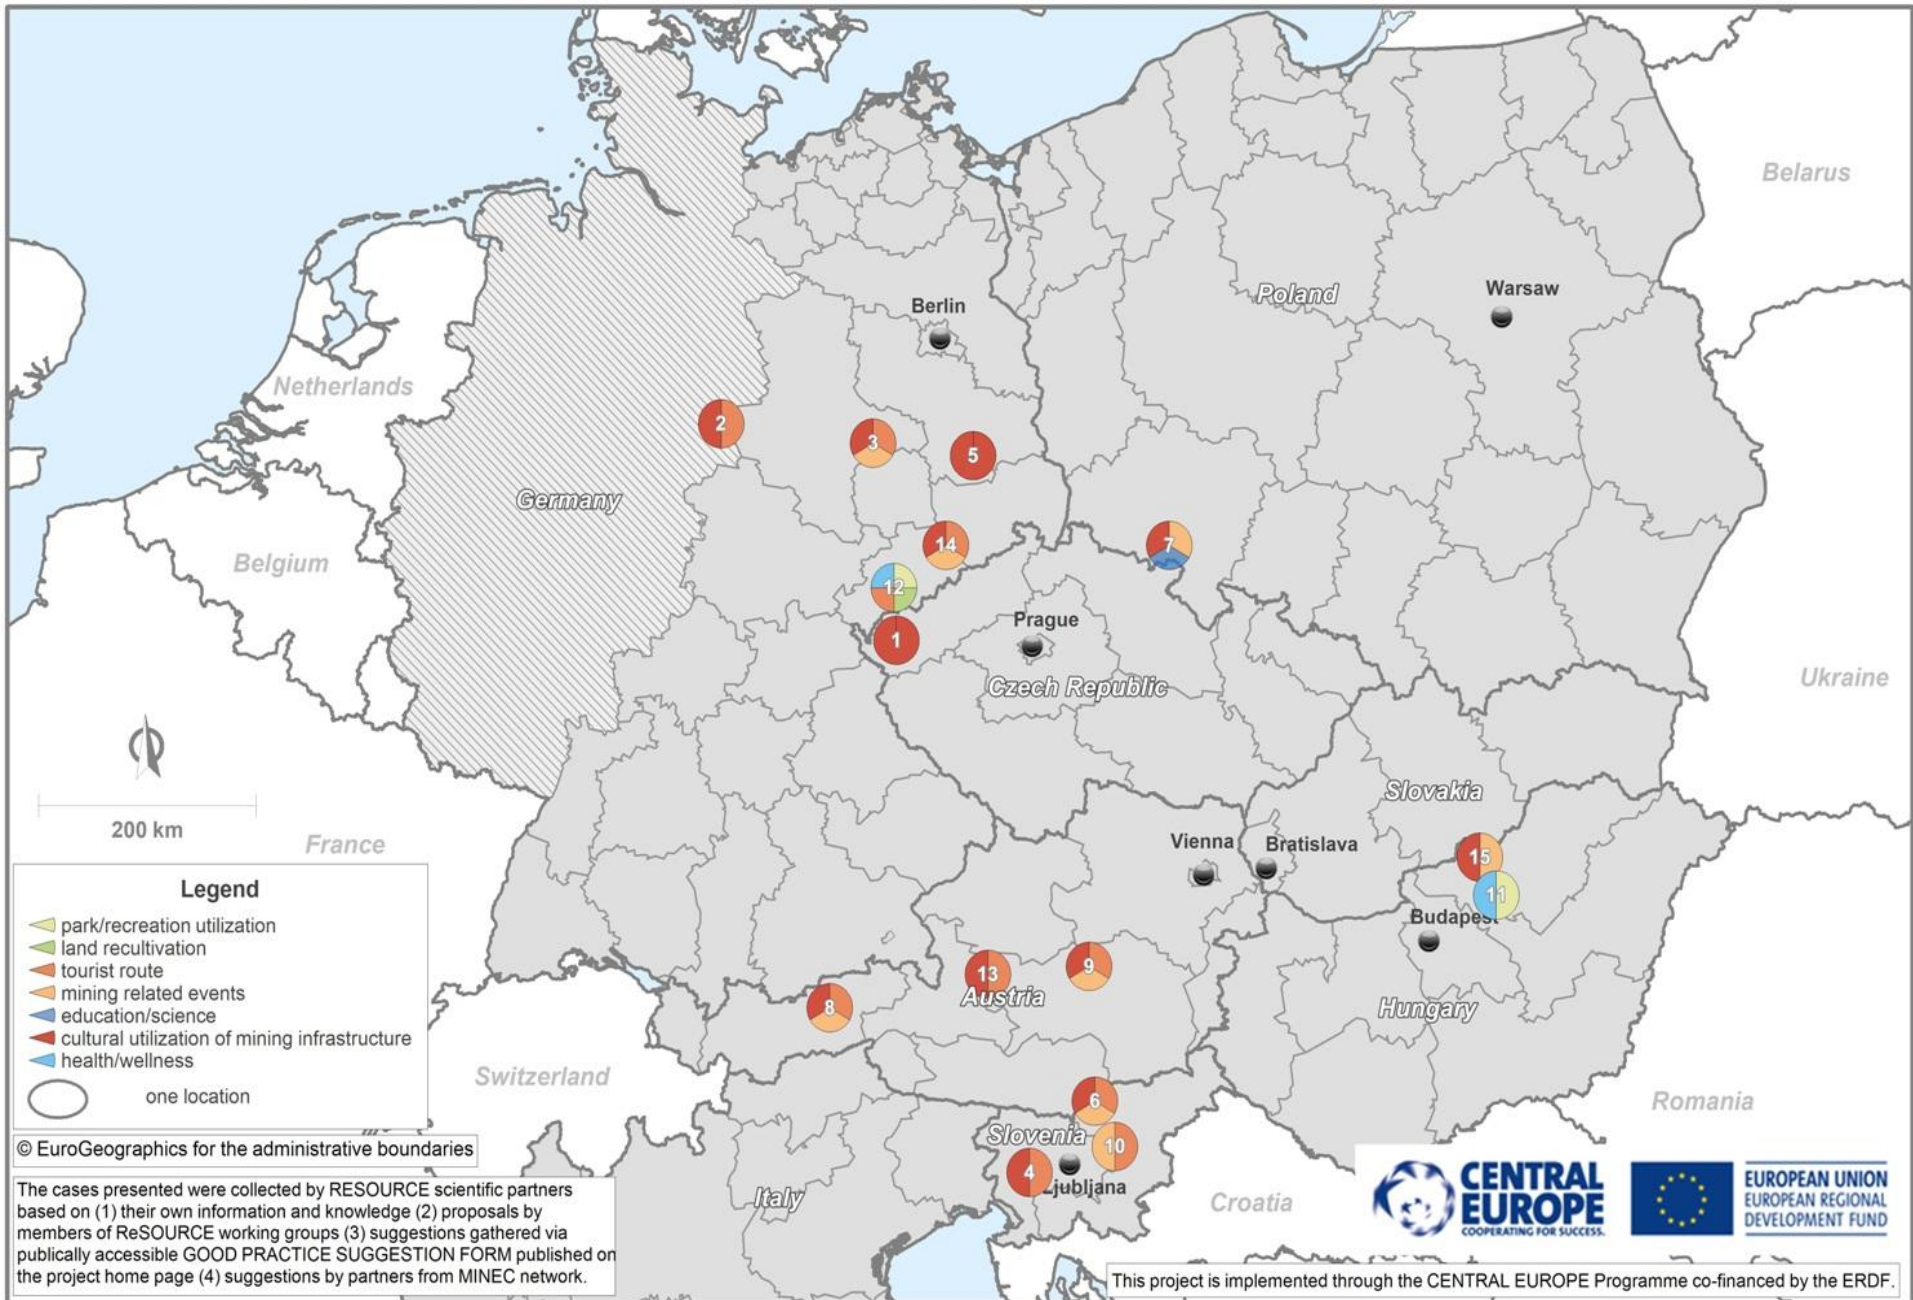 Belarus
Berlin
Poland
Warsaw
Netherlands
2
3
5
Germany
14
7
Belgium
12
Prague
1
Czech Republic
Ukraine
200 km
France
Slovakia
Vienna
Bratislava
15
11
Budapest
13
9
Austria
8
Hungary
Switzerland
6
Romania
Slovenia
10
4
Ljubljana
Italy
Croatia
Legend
park/recreation utilization
land recultivation
tourist route
mining related events
education/science
cultural utilization of mining infrastructure
health/wellness
one location
© EuroGeographics for the administrative boundaries
The cases presented were collected by RESOURCE scientific partners
based on (1) their own information and knowledge (2) proposals by
members of ReSOURCE working groups (3) suggestions gathered via
publically accessible GOOD PRACTICE SUGGESTION FORM published on
the project home page (4) suggestions by partners from MINEC network.
CENTRAL
EUROPE
COOPERATING FOR SUCCESS.
EUROPEAN UNION
EUROPEAN REGIONAL
DEVELOPMENT FUND
This project is implemented through the CENTRAL EUROPE Programme co-financed by the ERDF.